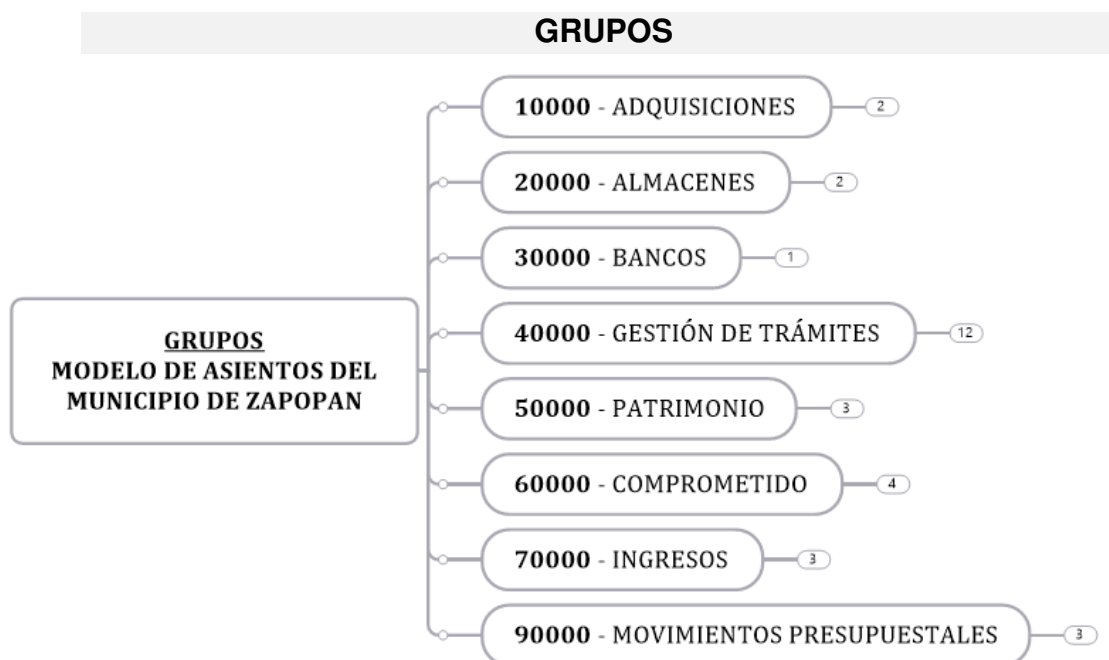 GRUPOS
10000 - ADQUISICIONES 2
20000 - ALMACENES 2
30000 - BANCOS 1
40000 - GESTIÓN DE TRÁMITES 12
GRUPOS
MODELO DE ASIENTOS DEL
MUNICIPIO DE ZAPOPAN
50000 - PATRIMONIO 3
60000 - COMPROMETIDO 4
70000 - INGRESOS 3
90000 - MOVIMIENTOS PRESUPUESTALES 3